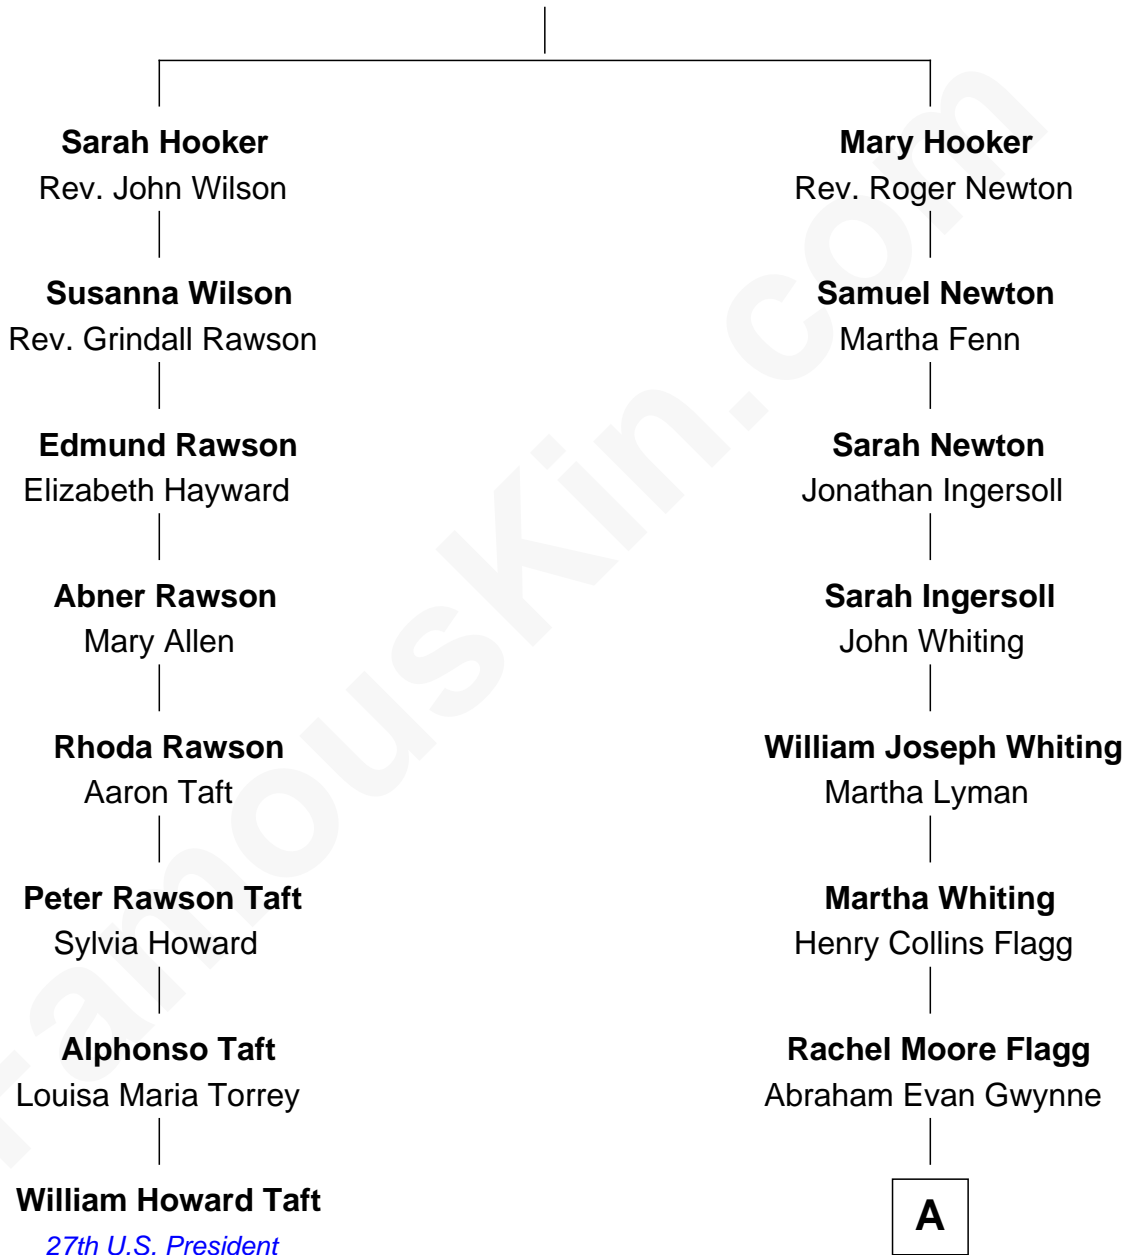 Sarah Hooker
Rev. John Wilson
Susanna Wilson
Rev. Grindall Rawson
Edmund Rawson
Elizabeth Hayward
Abner Rawson
Mary Allen
Rhoda Rawson
Aaron Taft
Peter Rawson Taft
Sylvia Howard
Alphonso Taft
Louisa Maria Torrey
William Howard Taft
27th U.S. President
Mary Hooker
Rev. Roger Newton
Samuel Newton
Martha Fenn
Sarah Newton
Jonathan Ingersoll
Sarah Ingersoll
John Whiting
William Joseph Whiting
Martha Lyman
Martha Whiting
Henry Collins Flagg
Rachel Moore Flagg
Abraham Evan Gwynne
A
FamousKin.com